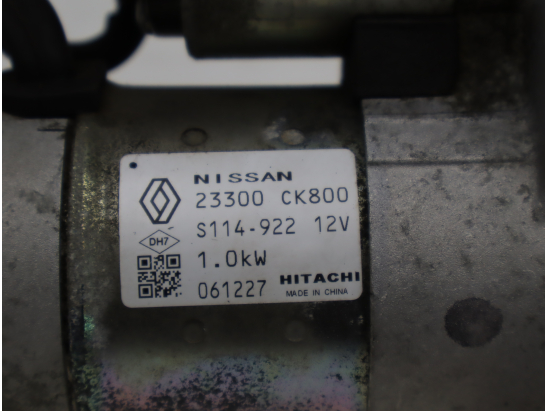 NISSAN
23300 CK800
S114-922 12V
DH7
1.0kW
061227
HITACHI
MADE IN CHINA